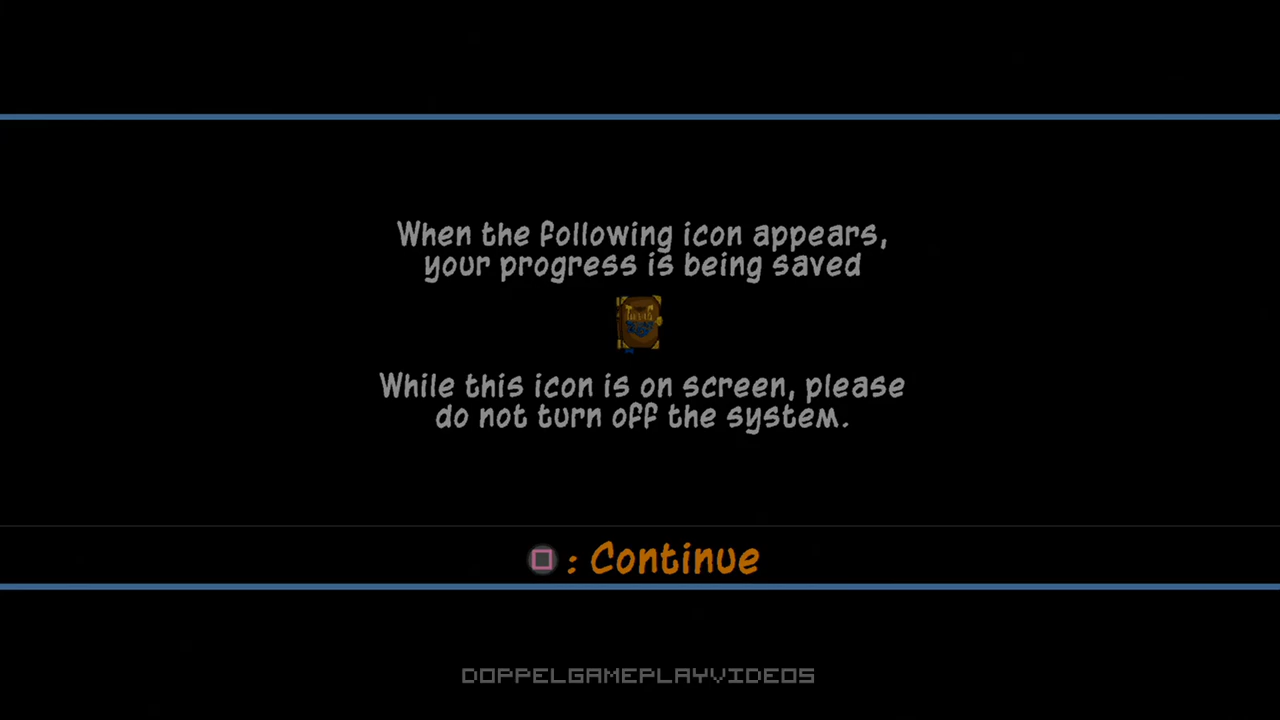 When the following icon appears,
your progress is being saved
While this icon is on screen, please
do not turn off the system.
: Continue
DOPPELGAMEPLAYVIDEOS